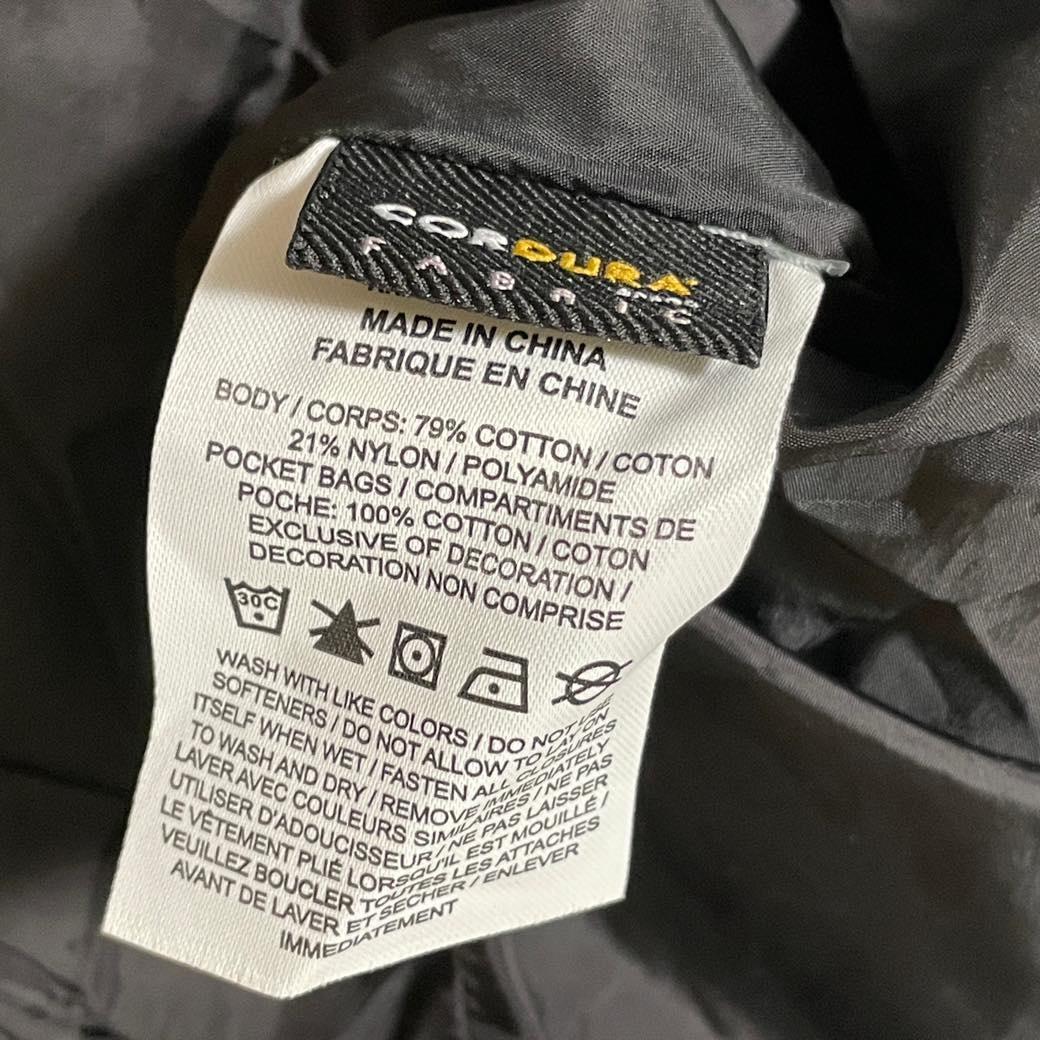 CORDURA
FABRIC
MADE IN CHINA
FABRIQUE EN CHINE
BODY / CORPS: 79% COTTON / COTON
21% NYLON / POLYAMIDE
POCKET BAGS / COMPARTIMENTS DE
POCHE: 100% COTTON / COTON
EXCLUSIVE OF DECORATION /
DECORATION NON COMPRISE
30C
WASH WITH LIKE COLORS / DO NOT USE
SOFTENERS / DO NOT ALLOW TO LAY ON
ITSELF WHEN WET / FASTEN ALL CLOSURES
TO WASH AND DRY / REMOVE IMMEDIATELY
LAVER AVEC COULEURS SIMILAIRES / NE PAS
UTILISER D'ADOUCISSEUR / NE PAS LAISSER
LE VÊTEMENT PLIÉ LORSQU'IL EST MOUILLÉ /
VEUILLEZ BOUCLER TOUTES LES ATTACHES
AVANT DE LAVER ET SÉCHER / ENLEVER
IMMEDIATEMENT